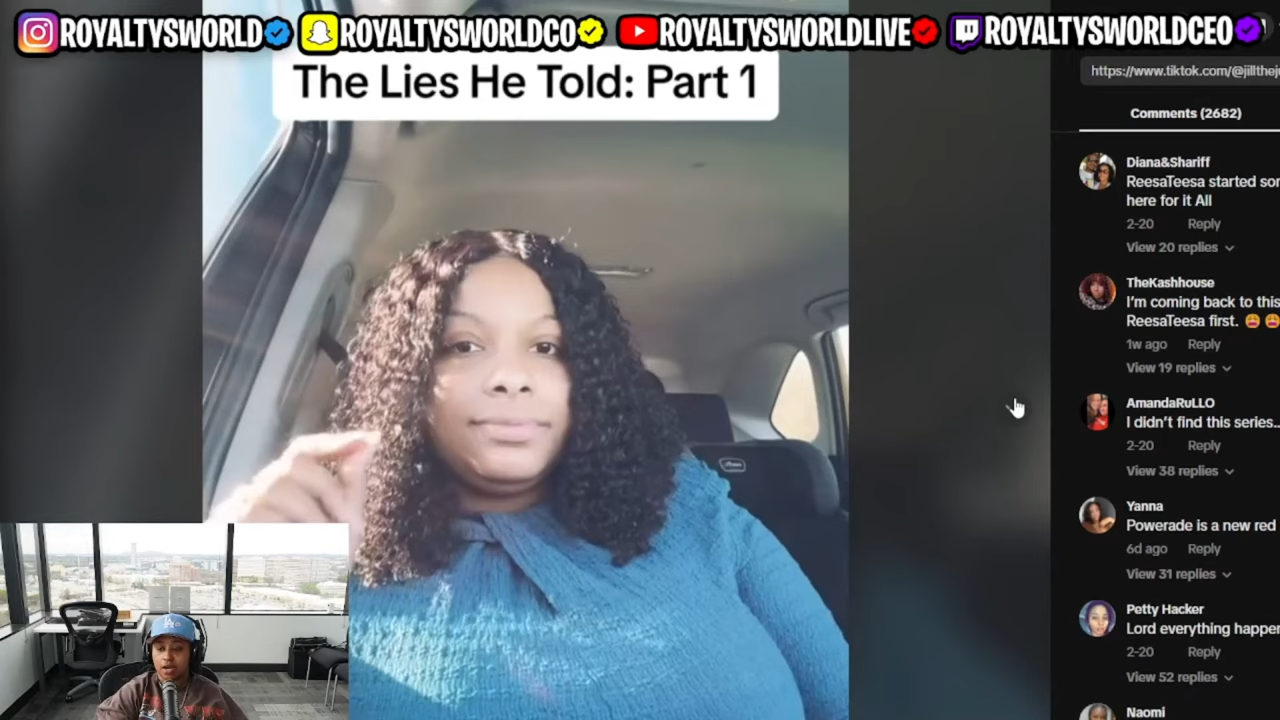 ROYALTYSWORLD ROYALTYSWORLDCO ROYALTYSWORLDLIVE ROYALTYSWORLDCEO
The Lies He Told: Part 1
https://www.tiktok.com/@jillthej
Comments (2682)
Diana&Shariff
ReesaTeesa started
here for it All
2-20 Reply
View 20 replies
TheKashhouse
I'm coming back to this
ReesaTeesa first. 😩😩
1w ago Reply
View 19 replies
AmandaRuLLO
I didn't find this series..
2-20 Reply
View 38 replies
Yanna
Powerade is a new red
6d ago Reply
View 31 replies
Petty Hacker
Lord everything happen
2-20 Reply
View 52 replies
Naomi
LA